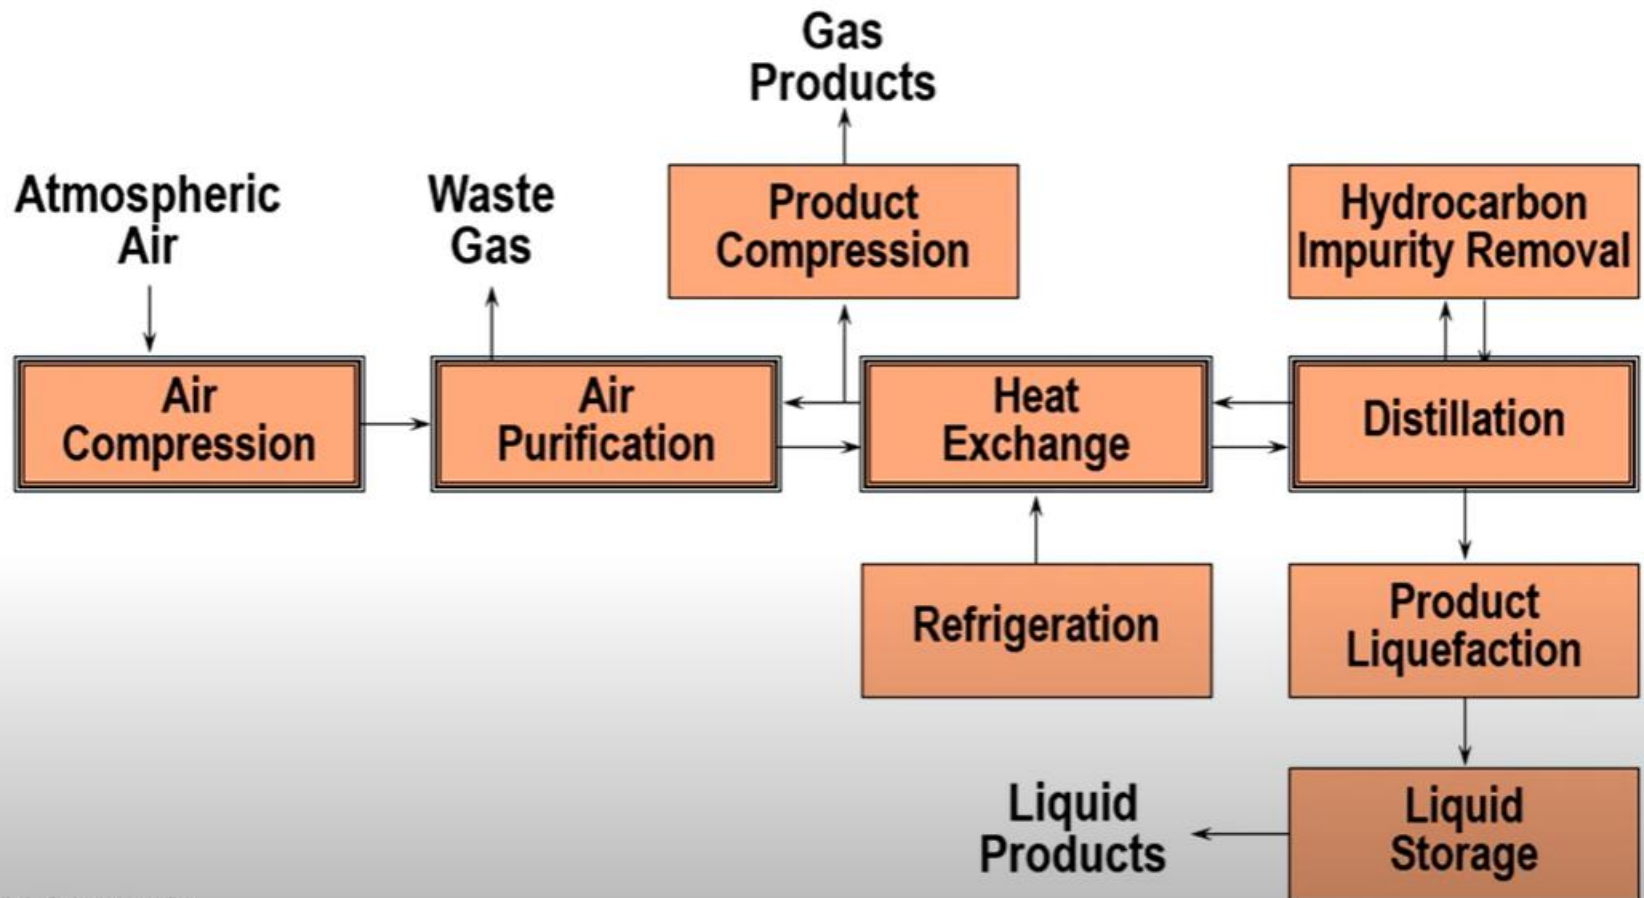 Gas
Products
Atmospheric
Air
Waste
Gas
Product
Compression
Hydrocarbon
Impurity Removal
Air
Compression
Air
Purification
Heat
Exchange
Distillation
Refrigeration
Product
Liquefaction
Liquid
Products
Liquid
Storage